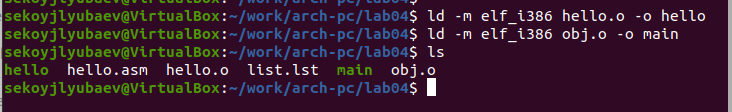 sekoyjlyubaev@VirtualBox:~/work/arch-pc/lab04$ ld -m elf_i386 hello.o -o hello
sekoyjlyubaev@VirtualBox:~/work/arch-pc/lab04$ ld -m elf_i386 obj.o -o main
sekoyjlyubaev@VirtualBox:~/work/arch-pc/lab04$ ls
hello hello.asm hello.o list.lst main obj.o
sekoyjlyubaev@VirtualBox:~/work/arch-pc/lab04$